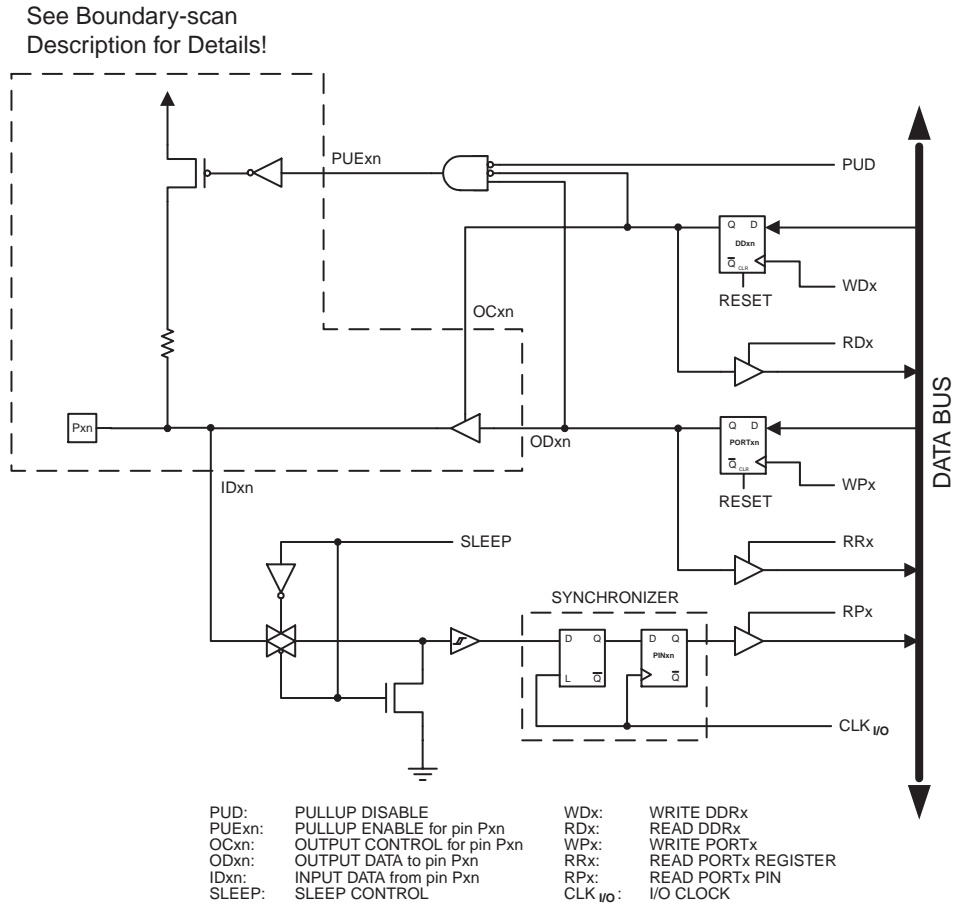 See Boundary-scan
Description for Details!
PUExn
PUD
Q D
DDxn
Q CLR
RESET
WDx
OCxn
RDx
Pxn
ODxn
Q D
PORTxn
Q CLR
RESET
WPx
IDxn
SLEEP
RRx
SYNCHRONIZER
RPx
D Q
L Q
D Q
PINxn
Q
CLK I/O
DATA BUS
PUD: PULLUP DISABLE
PUExn: PULLUP ENABLE for pin Pxn
OCxn: OUTPUT CONTROL for pin Pxn
ODxn: OUTPUT DATA to pin Pxn
IDxn: INPUT DATA from pin Pxn
SLEEP: SLEEP CONTROL
WDx: WRITE DDRx
RDx: READ DDRx
WPx: WRITE PORTx
RRx: READ PORTx REGISTER
RPx: READ PORTx PIN
CLK I/O: I/O CLOCK